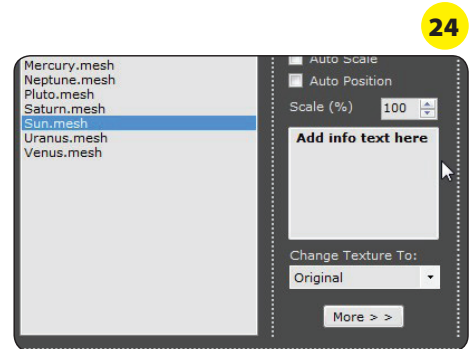 24
Mercury.mesh
Neptune.mesh
Pluto.mesh
Saturn.mesh
Sun.mesh
Uranus.mesh
Venus.mesh
Auto Scale
Auto Position
Scale (%) 100
Add info text here
Change Texture To:
Original
More > >